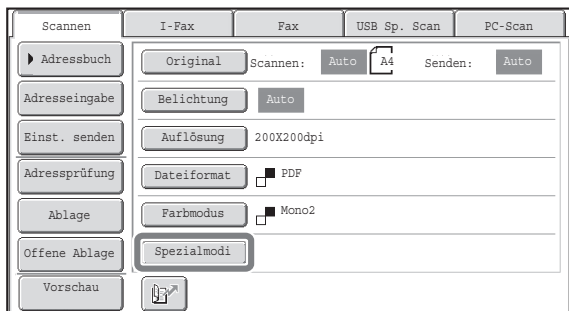 Scannen I-Fax Fax USB Sp. Scan PC-Scan
Adressbuch Original Scannen: Auto A4 Senden: Auto
Adresseingabe Belichtung Auto
Einst. senden Auflösung 200X200dpi
Adressprüfung Dateiformat PDF
Ablage Farbmodus Mono2
Offene Ablage Spezialmodi
Vorschau